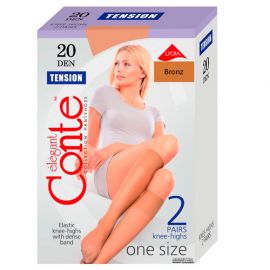 20
DEN
TENSION
LYCRA
Bronz
20
DEN
TENSION
élegant
Conte
COLLECTION PANTYHOSE
Elastic
knee-highs
with dense
band
2
PAIRS
knee-highs
one size